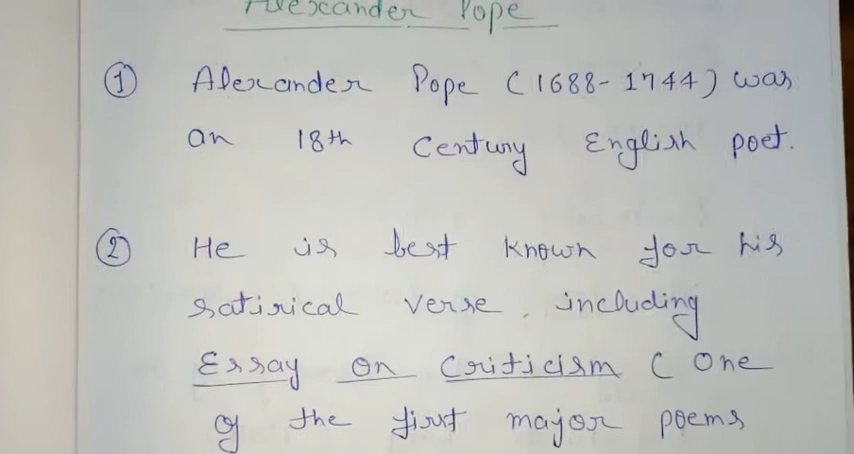 Alexander Pope
① Alexander Pope (1688-1744) was
an 18th Century English poet.
② He is best known for his
satirical verse, including
Essay on Criticism ( One
of the first major poems